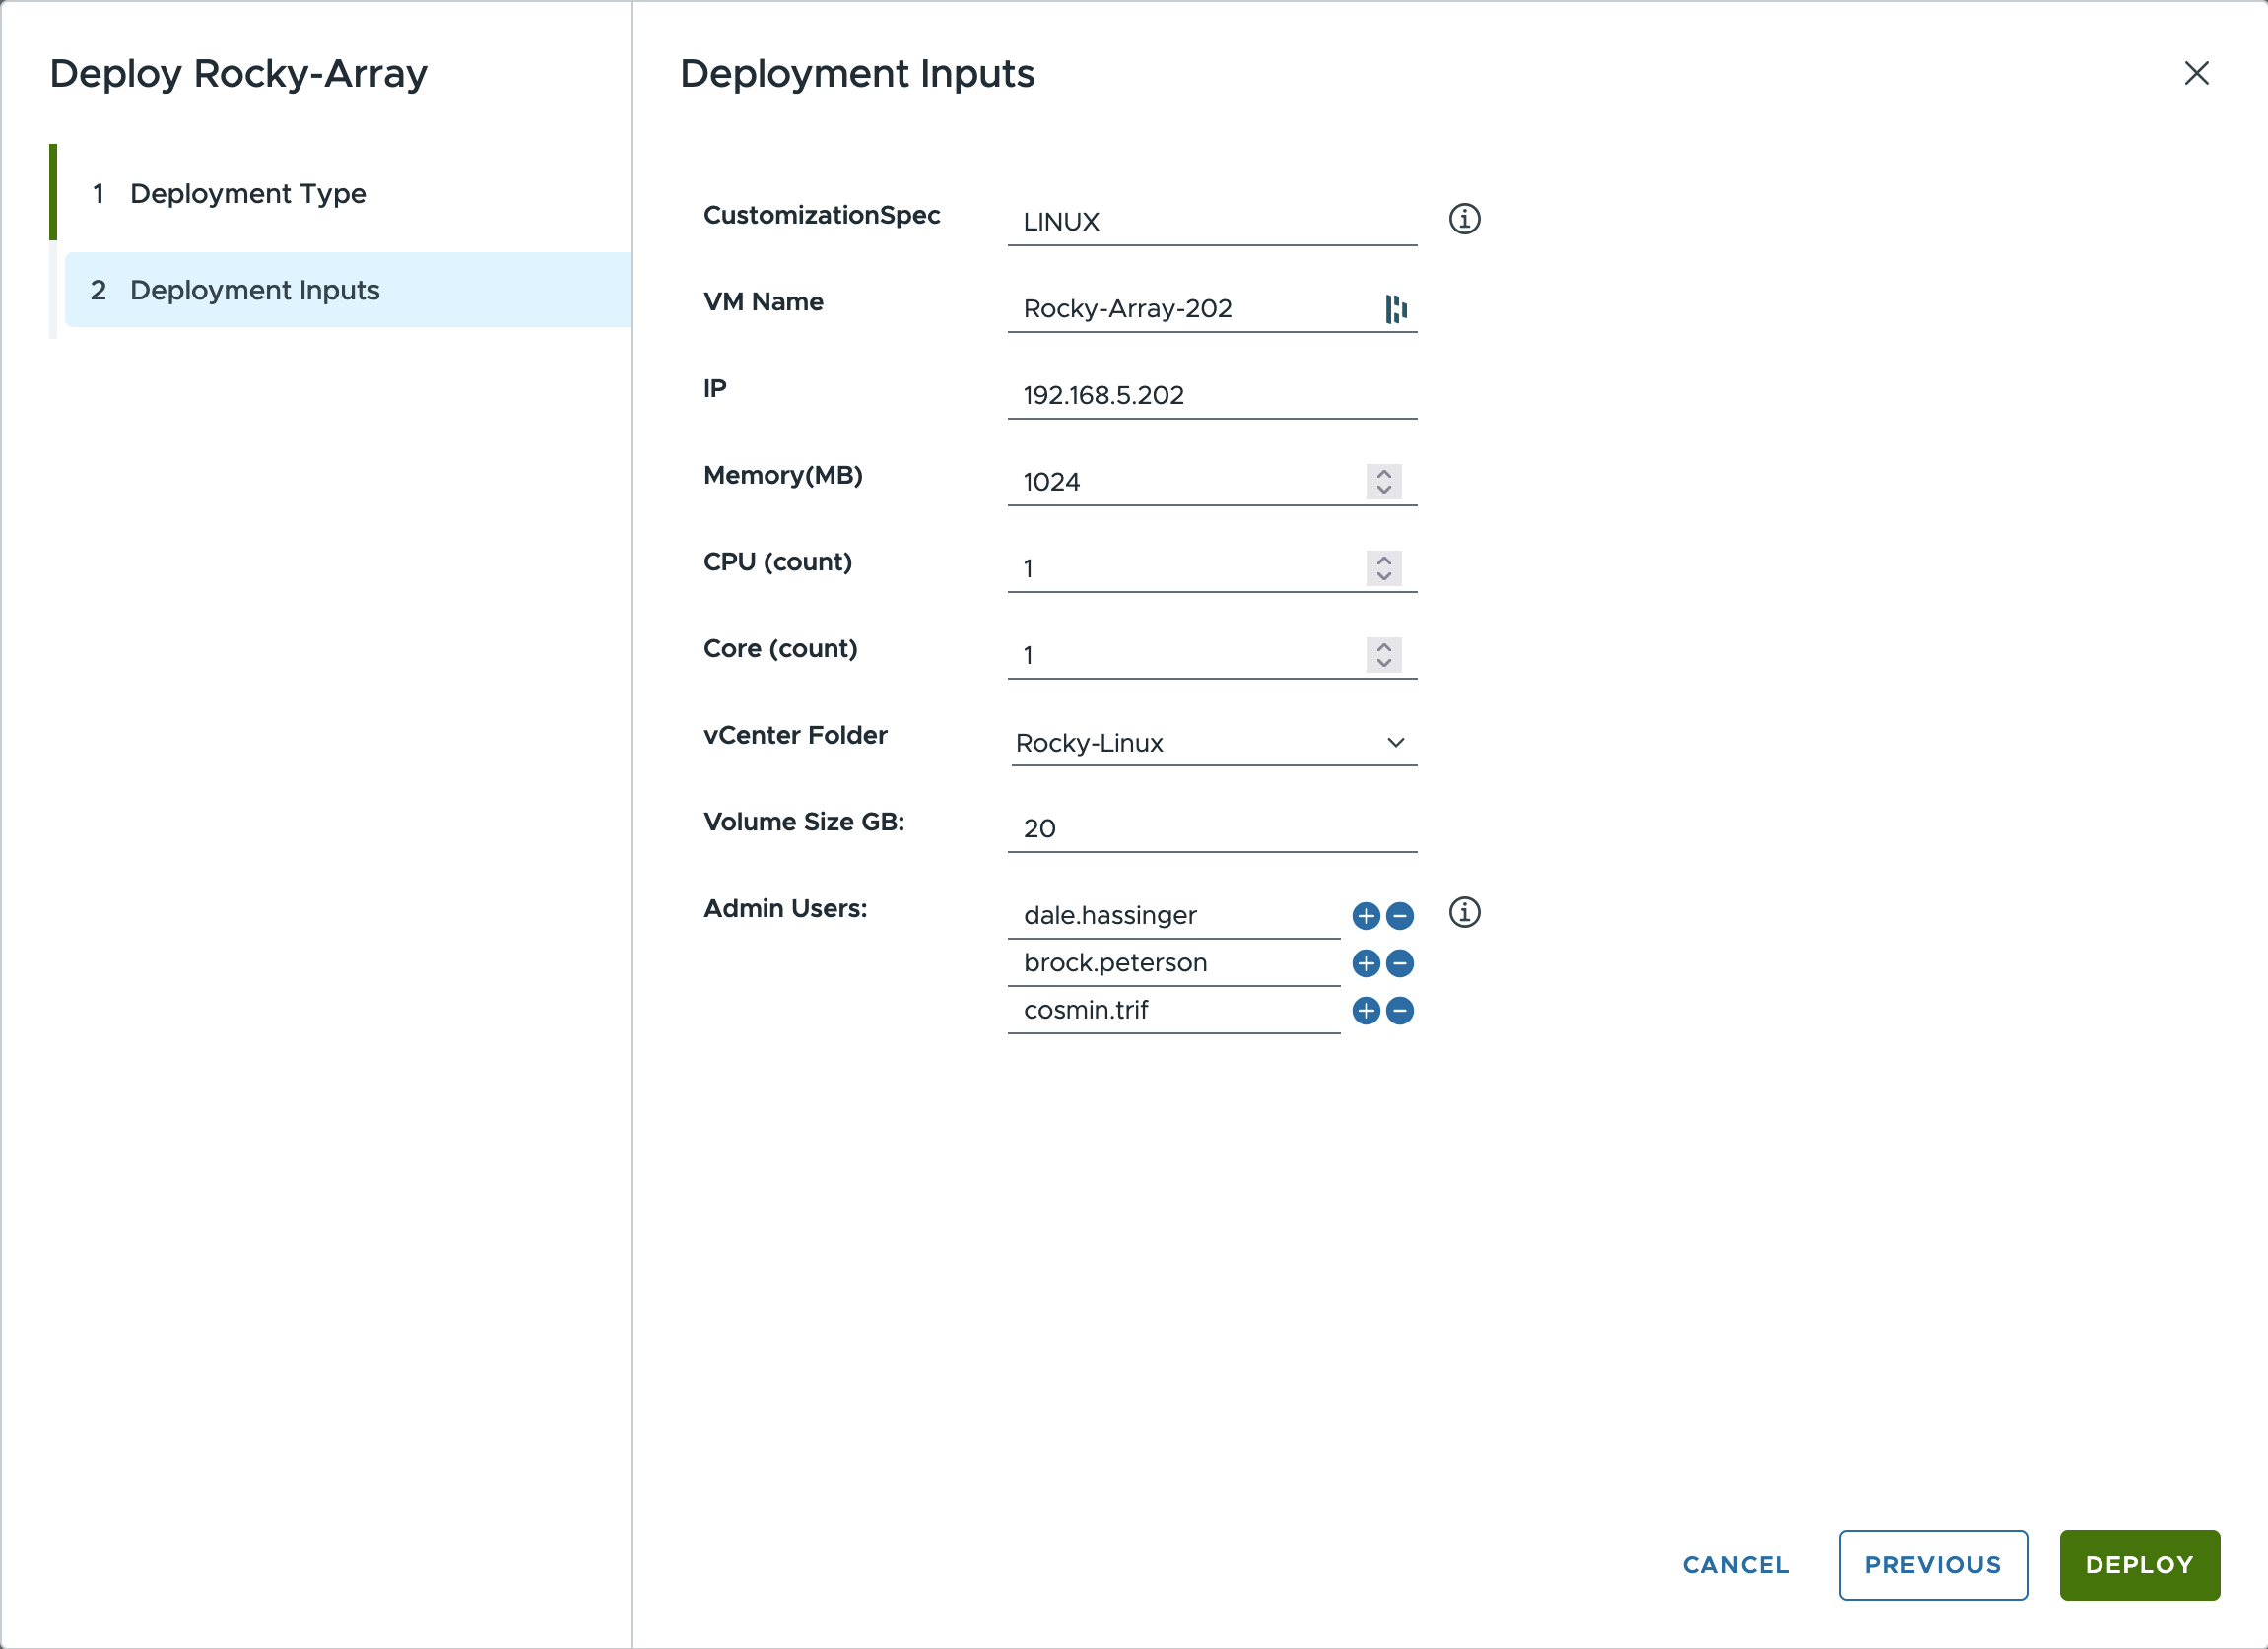 Deploy Rocky-Array
1 Deployment Type
2 Deployment Inputs
Deployment Inputs
CustomizationSpec LINUX
VM Name Rocky-Array-202
IP 192.168.5.202
Memory(MB) 1024
CPU (count) 1
Core (count) 1
vCenter Folder Rocky-Linux
Volume Size GB: 20
Admin Users: dale.hassinger
brock.peterson
cosmin.trif
CANCEL PREVIOUS DEPLOY